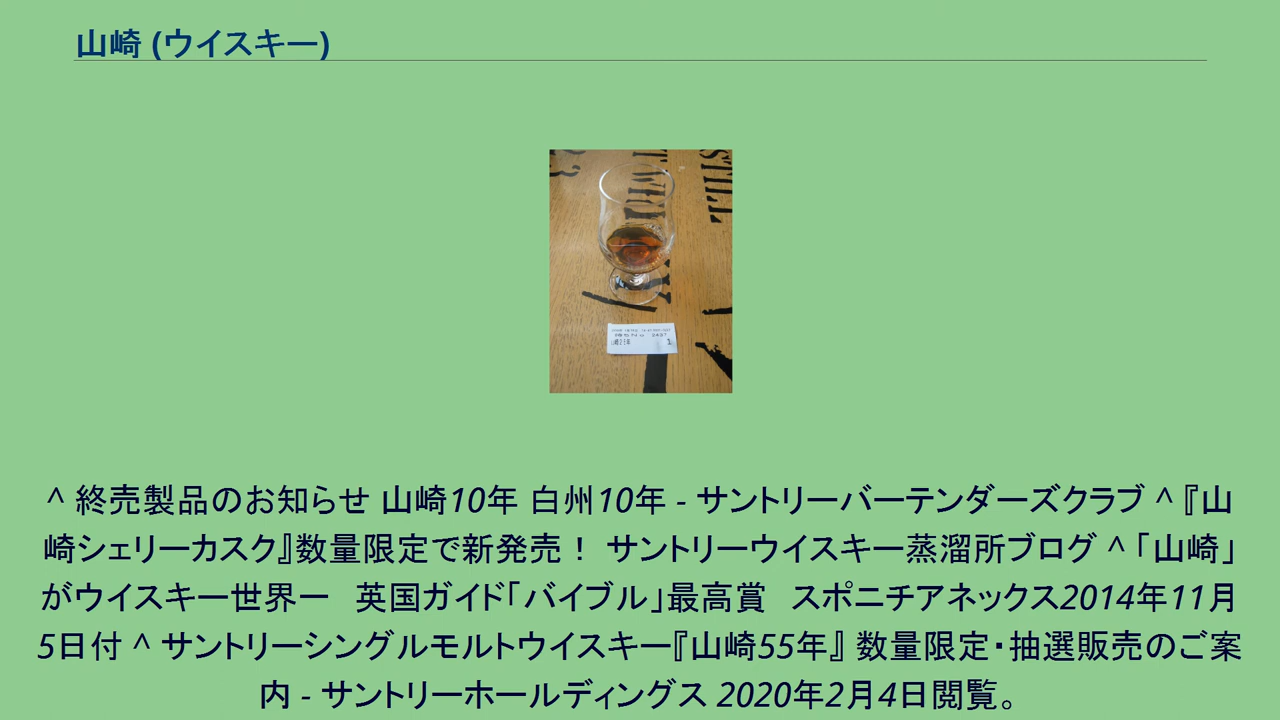 山崎 (ウイスキー)
STILL
山崎25年 1
^ 終売製品のお知らせ 山崎10年 白州10年 - サントリーバーテンダーズクラブ ^『山
崎シェリーカスク』数量限定で新発売！ サントリーウイスキー蒸溜所ブログ ^「山崎」
がウイスキー世界一　英国ガイド「バイブル」最高賞　スポニチアネックス2014年11月
5日付 ^ サントリーシングルモルトウイスキー『山崎55年』 数量限定・抽選販売のご案
内 - サントリーホールディングス 2020年2月4日閲覧。